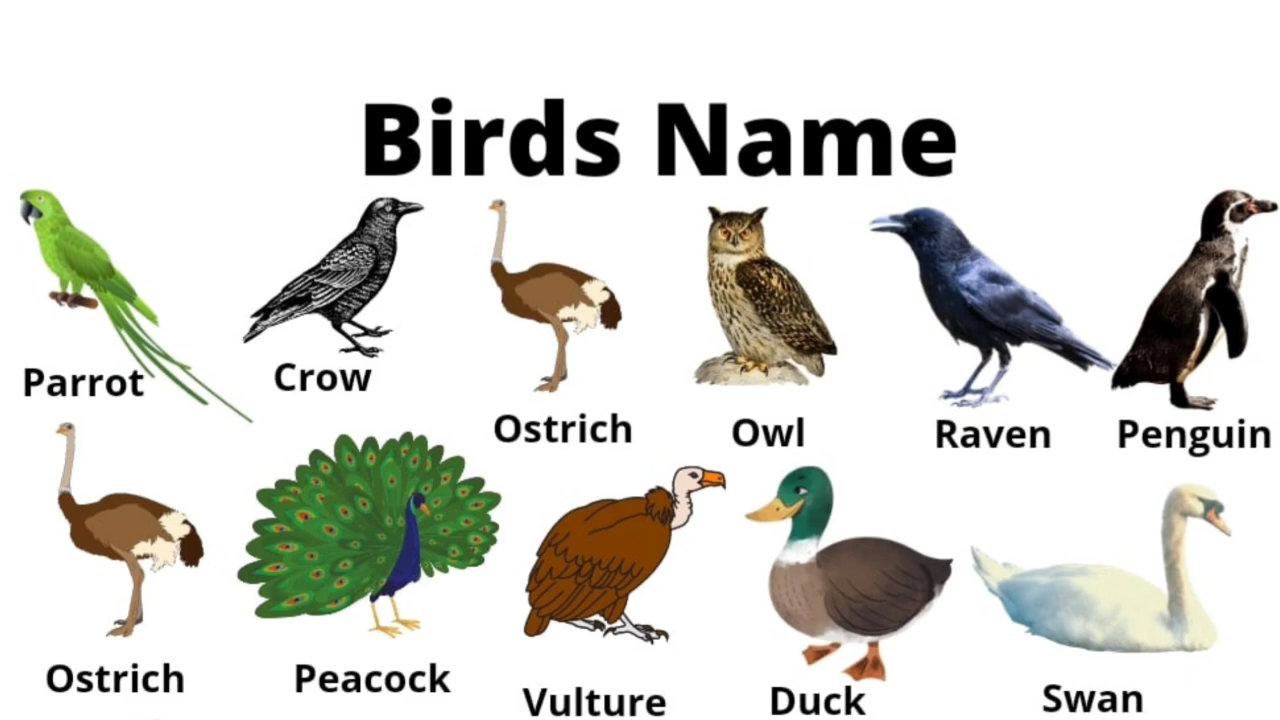 Birds Name
Parrot
Crow
Ostrich
Owl
Raven
Penguin
Ostrich
Peacock
Vulture
Duck
Swan